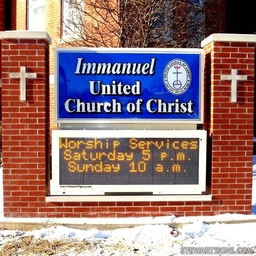 Immanuel
United
Church of Christ
Worship Services
Saturday 5 p.m.
Sunday 10 a.m.
STEWARTSIGNS.COM